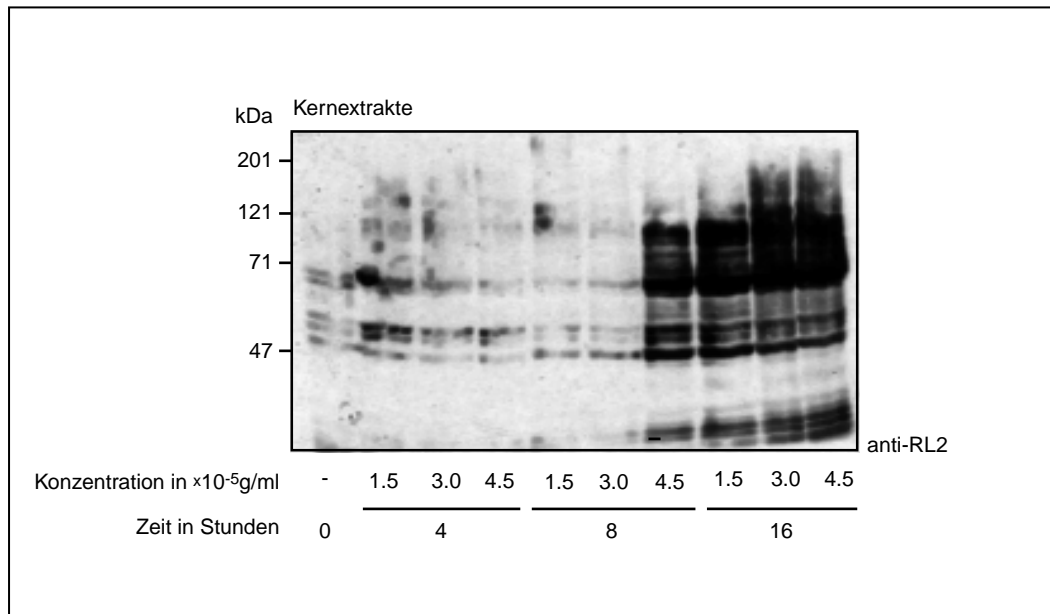 kDa Kernextrakte
201
121
71
47
anti-RL2
Konzentration in x10-5g/ml - 1.5 3.0 4.5 1.5 3.0 4.5 1.5 3.0 4.5
Zeit in Stunden 0 4 8 16